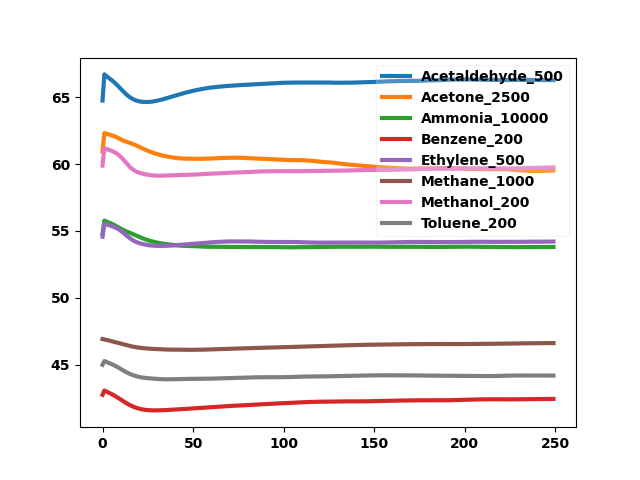 65
60
55
50
45
0
50
100
150
200
250
Acetaldehyde_500
Acetone_2500
Ammonia_10000
Benzene_200
Ethylene_500
Methane_1000
Methanol_200
Toluene_200